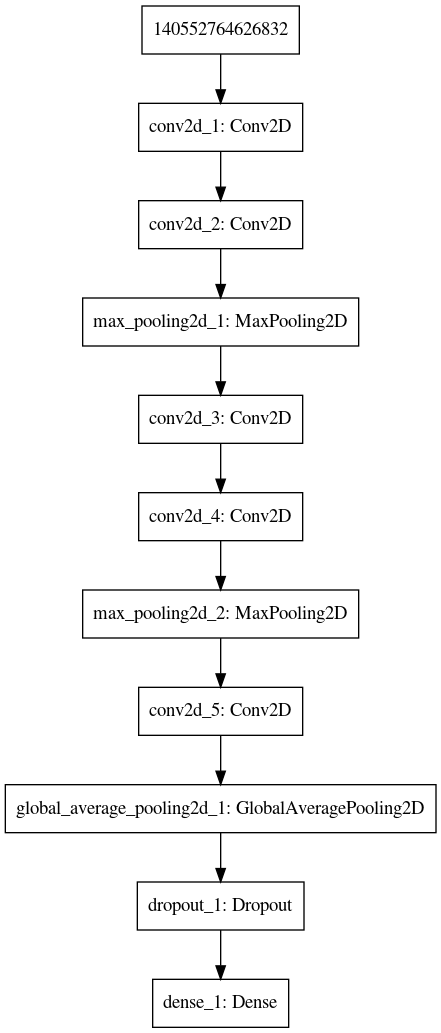 140552764626832
conv2d_1: Conv2D
conv2d_2: Conv2D
max_pooling2d_1: MaxPooling2D
conv2d_3: Conv2D
conv2d_4: Conv2D
max_pooling2d_2: MaxPooling2D
conv2d_5: Conv2D
global_average_pooling2d_1: GlobalAveragePooling2D
dropout_1: Dropout
dense_1: Dense